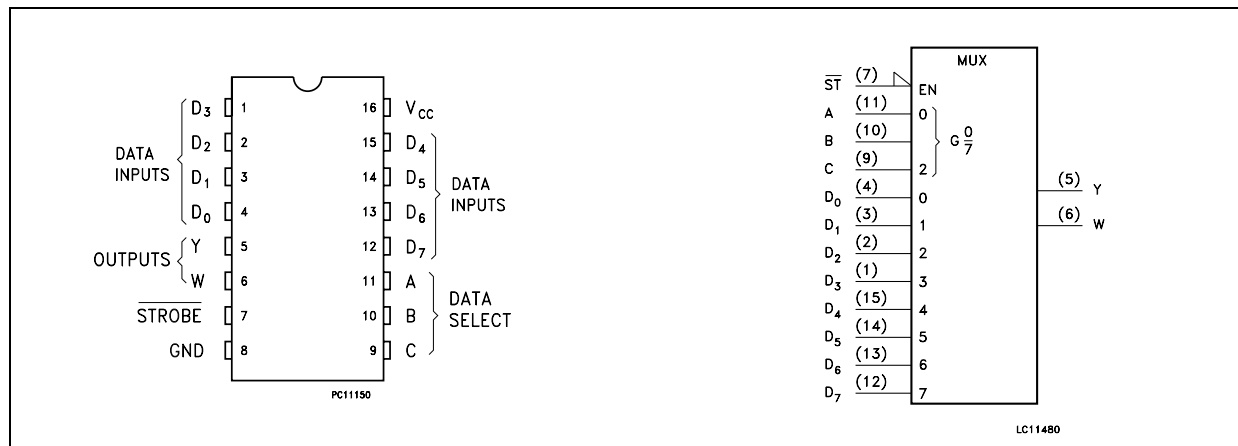 D3 1 16 VCC
D2 2 15 D4
DATA INPUTS
D1 3 14 D5
DATA INPUTS
D0 4 13 D6
Y 5 12 D7
OUTPUTS
W 6 11 A
STROBE 7 10 B
DATA SELECT
GND 8 9 C
PC11150
MUX
ST (7) EN
A (11) 0
B (10) G 0/7
C (9) 2
D0 (4) 0
D1 (3) 1
D2 (2) 2
D3 (1) 3
D4 (15) 4
D5 (14) 5
D6 (13) 6
D7 (12) 7
(5) Y
(6) W
LC11480